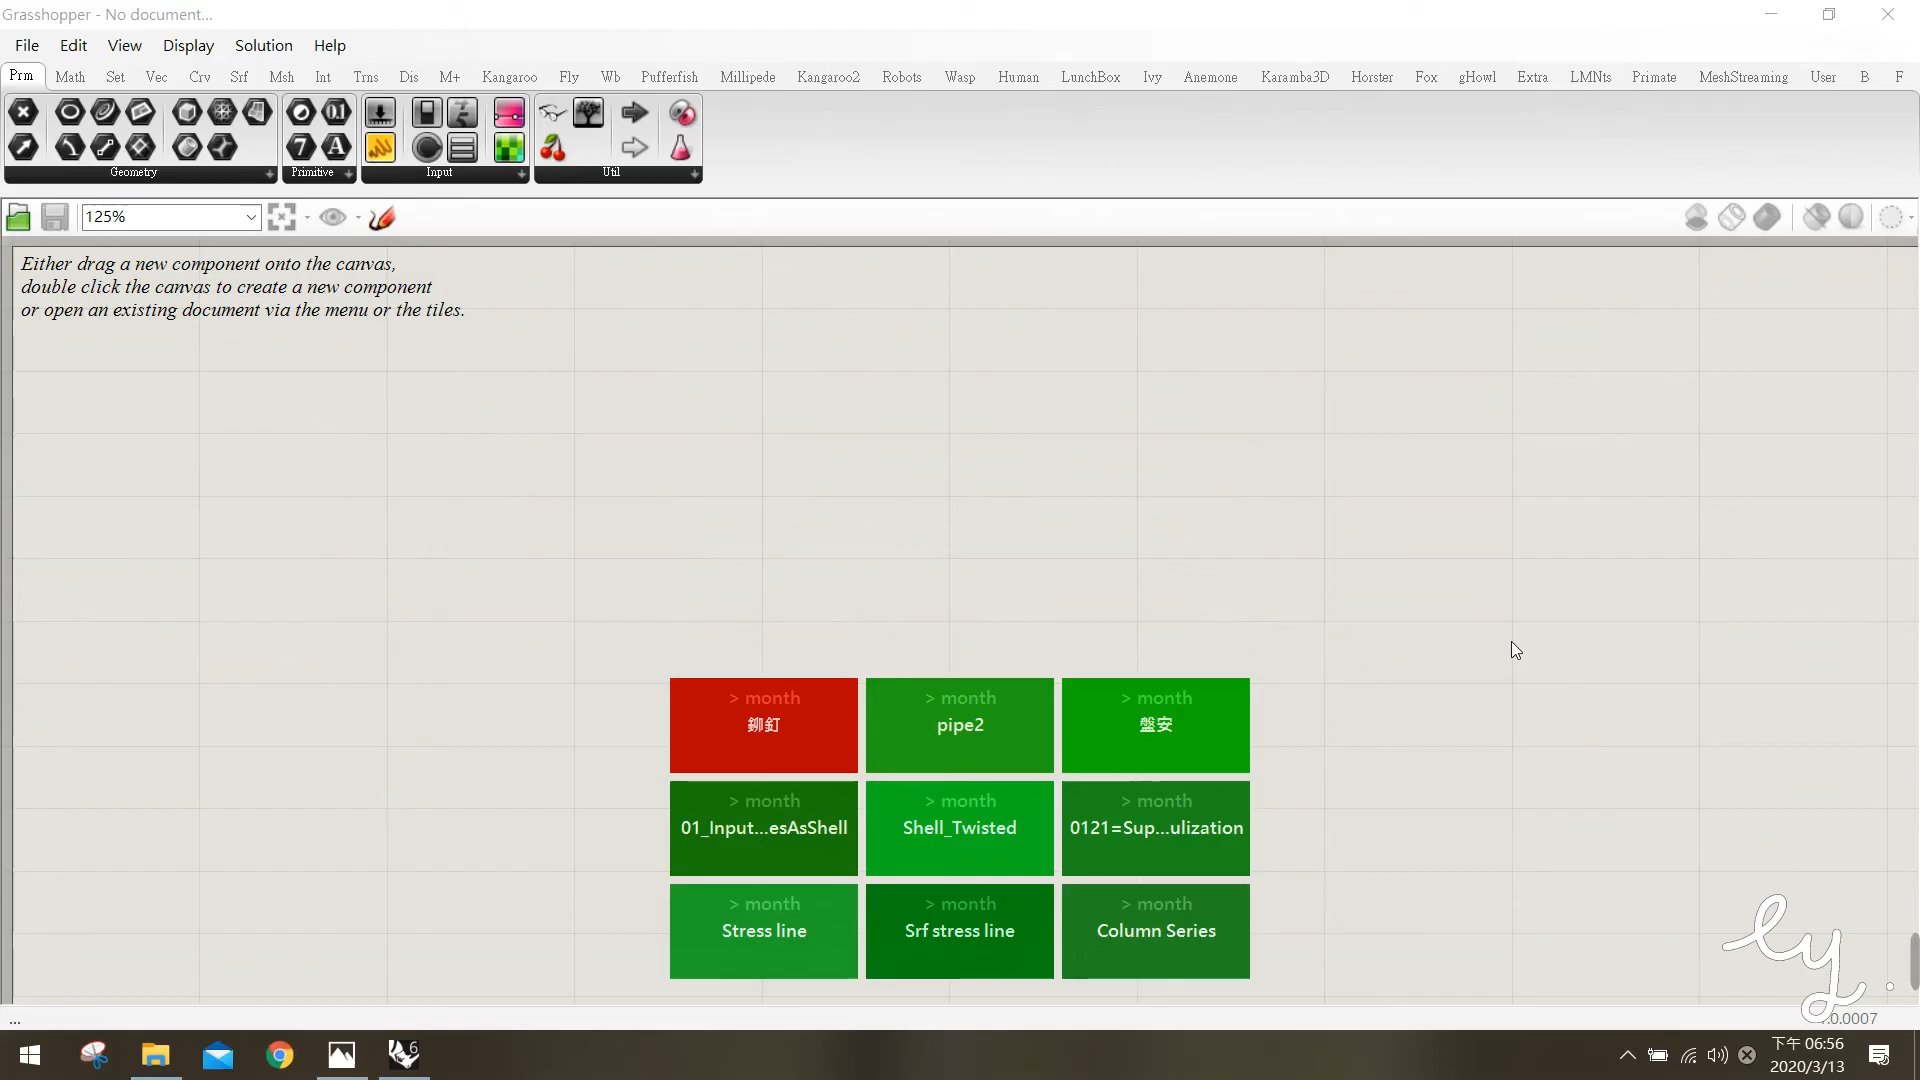 Grasshopper - No document...
File Edit View Display Solution Help
Prm Math Set Vec Crv Srf Msh Int Trns Dis M+ Kangaroo Fly Wb Pufferfish Millipede Kangaroo2 Robots Wasp Human LunchBox Ivy Anemone Karamba3D Horster Fox gHowl Extra LMNts Primate MeshStreaming User B F
Geometry Primitive Input Util
125%
Either drag a new component onto the canvas,
double click the canvas to create a new component
or open an existing document via the menu or the tiles.
> month > month > month
鉚釘 pipe2 盤安
> month > month > month
01_Input...esAsShell Shell_Twisted 0121=Sup...ulization
> month > month > month
Stress line Srf stress line Column Series
ly.
...
.0.0007
下午 06:56
2020/3/13